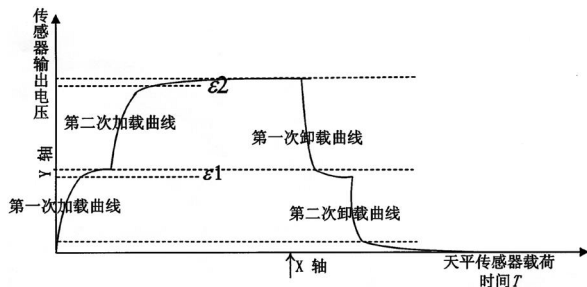 传感器输出电压
Y 轴
ε2
第二次加载曲线
第一次卸载曲线
ε1
第一次加载曲线
第二次卸载曲线
X 轴
天平传感器载荷
时间T